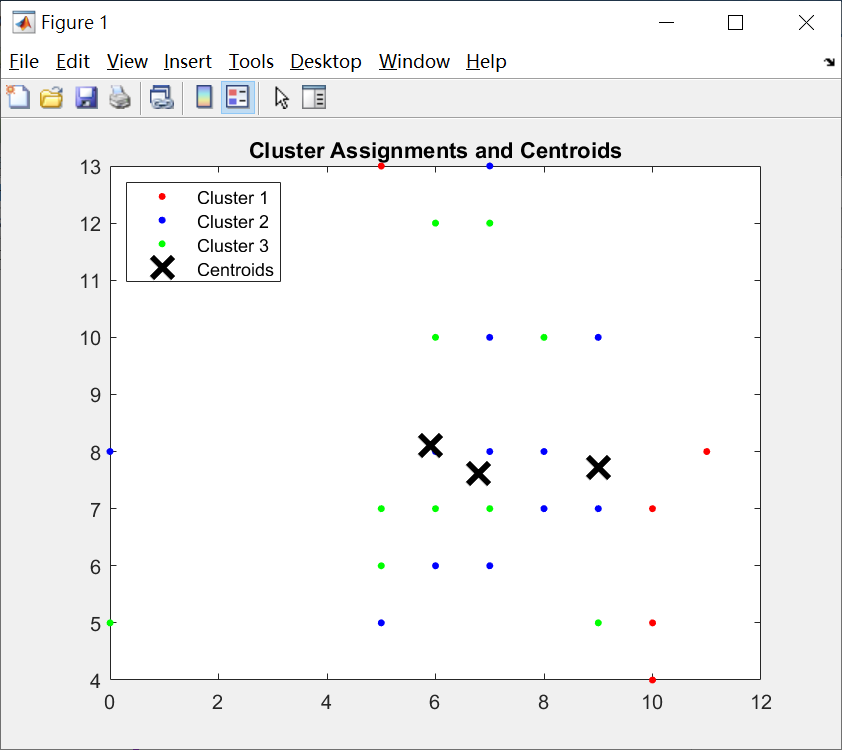 Figure 1
File Edit View Insert Tools Desktop Window Help
Cluster Assignments and Centroids
13
12
11
10
9
8
7
6
5
4
Cluster 1
Cluster 2
Cluster 3
Centroids
0 2 4 6 8 10 12